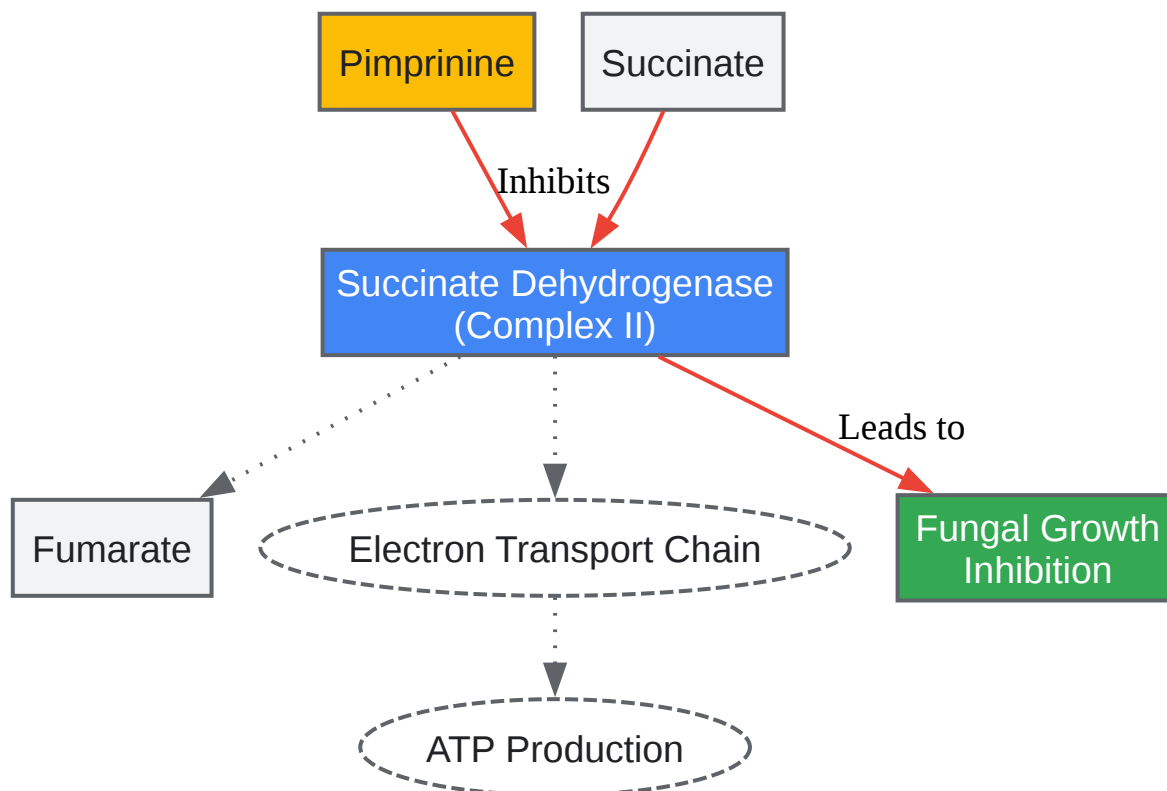 Pimprinine
Succinate
Inhibits
Succinate Dehydrogenase
(Complex II)
Leads to
Fumarate
Electron Transport Chain
Fungal Growth
Inhibition
ATP Production